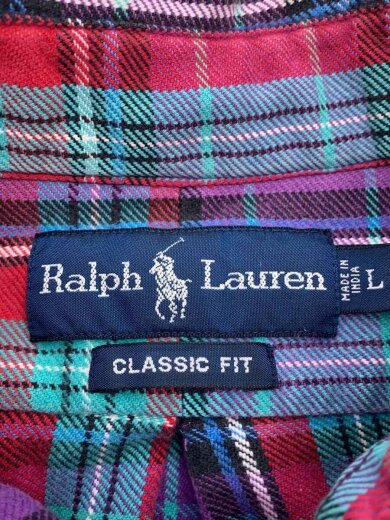 Ralph Lauren
MADE IN
INDIA
L
CLASSIC FIT